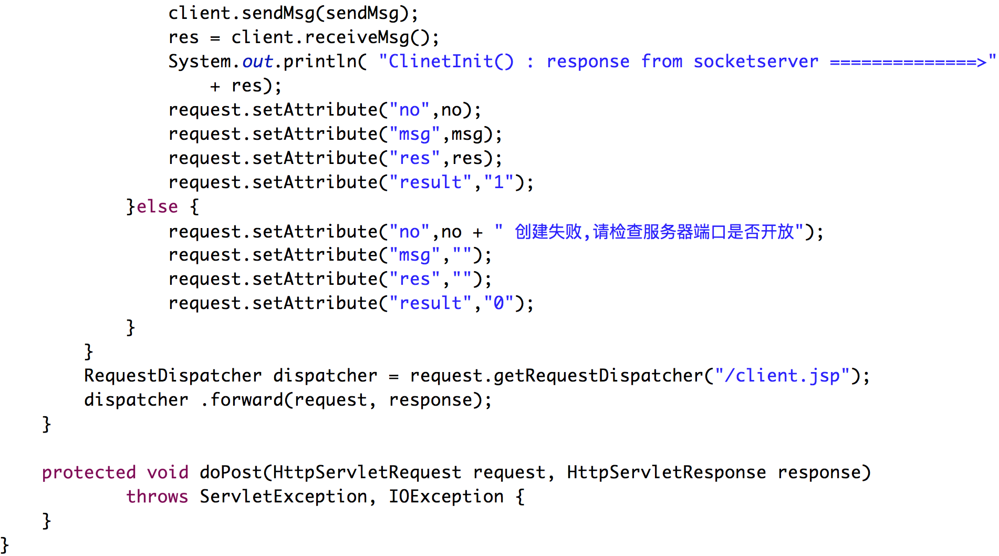 client.sendMsg(sendMsg);
res = client.receiveMsg();
System.out.println( "ClinetInit() : response from socketserver ==============>"
+ res);
request.setAttribute("no",no);
request.setAttribute("msg",msg);
request.setAttribute("res",res);
request.setAttribute("result","1");
}else {
request.setAttribute("no",no + " 创建失败,请检查服务器端口是否开放");
request.setAttribute("msg","");
request.setAttribute("res","");
request.setAttribute("result","0");
}
}
RequestDispatcher dispatcher = request.getRequestDispatcher("/client.jsp");
dispatcher .forward(request, response);
}
protected void doPost(HttpServletRequest request, HttpServletResponse response)
throws ServletException, IOException {
}
}